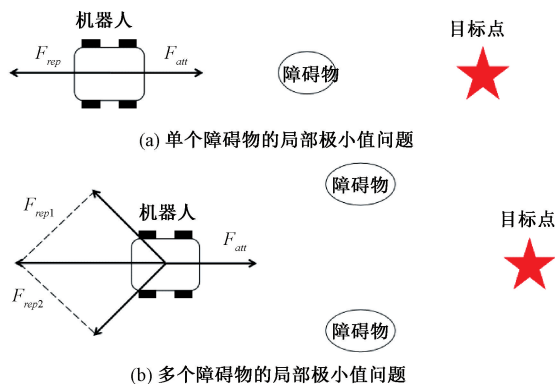 机器人
目标点
F_rep
F_att
障碍物
(a) 单个障碍物的局部极小值问题
障碍物
F_rep1
机器人
目标点
F_att
F_rep2
障碍物
(b) 多个障碍物的局部极小值问题